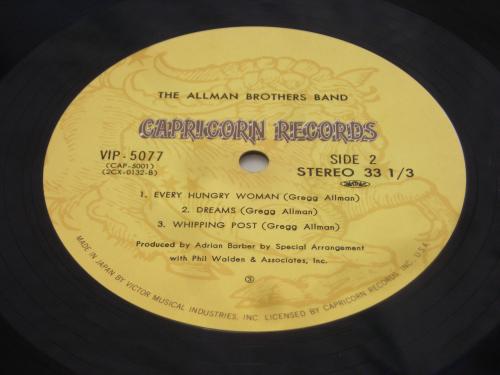 THE ALLMAN BROTHERS BAND
CAPRICORN RECORDS
VIP-5077
(CAP-5001)
(2CX-0132-B)
SIDE 2
STEREO 33 1/3
1. EVERY HUNGRY WOMAN (Gregg Allman)
2. DREAMS (Gregg Allman)
3. WHIPPING POST (Gregg Allman)
Produced by Adrian Barber by Special Arrangement
with Phil Walden & Associates, Inc.
③
MADE IN JAPAN BY VICTOR MUSICAL INDUSTRIES, INC. LICENSED BY CAPRICORN RECORDS INC., U.S.A.